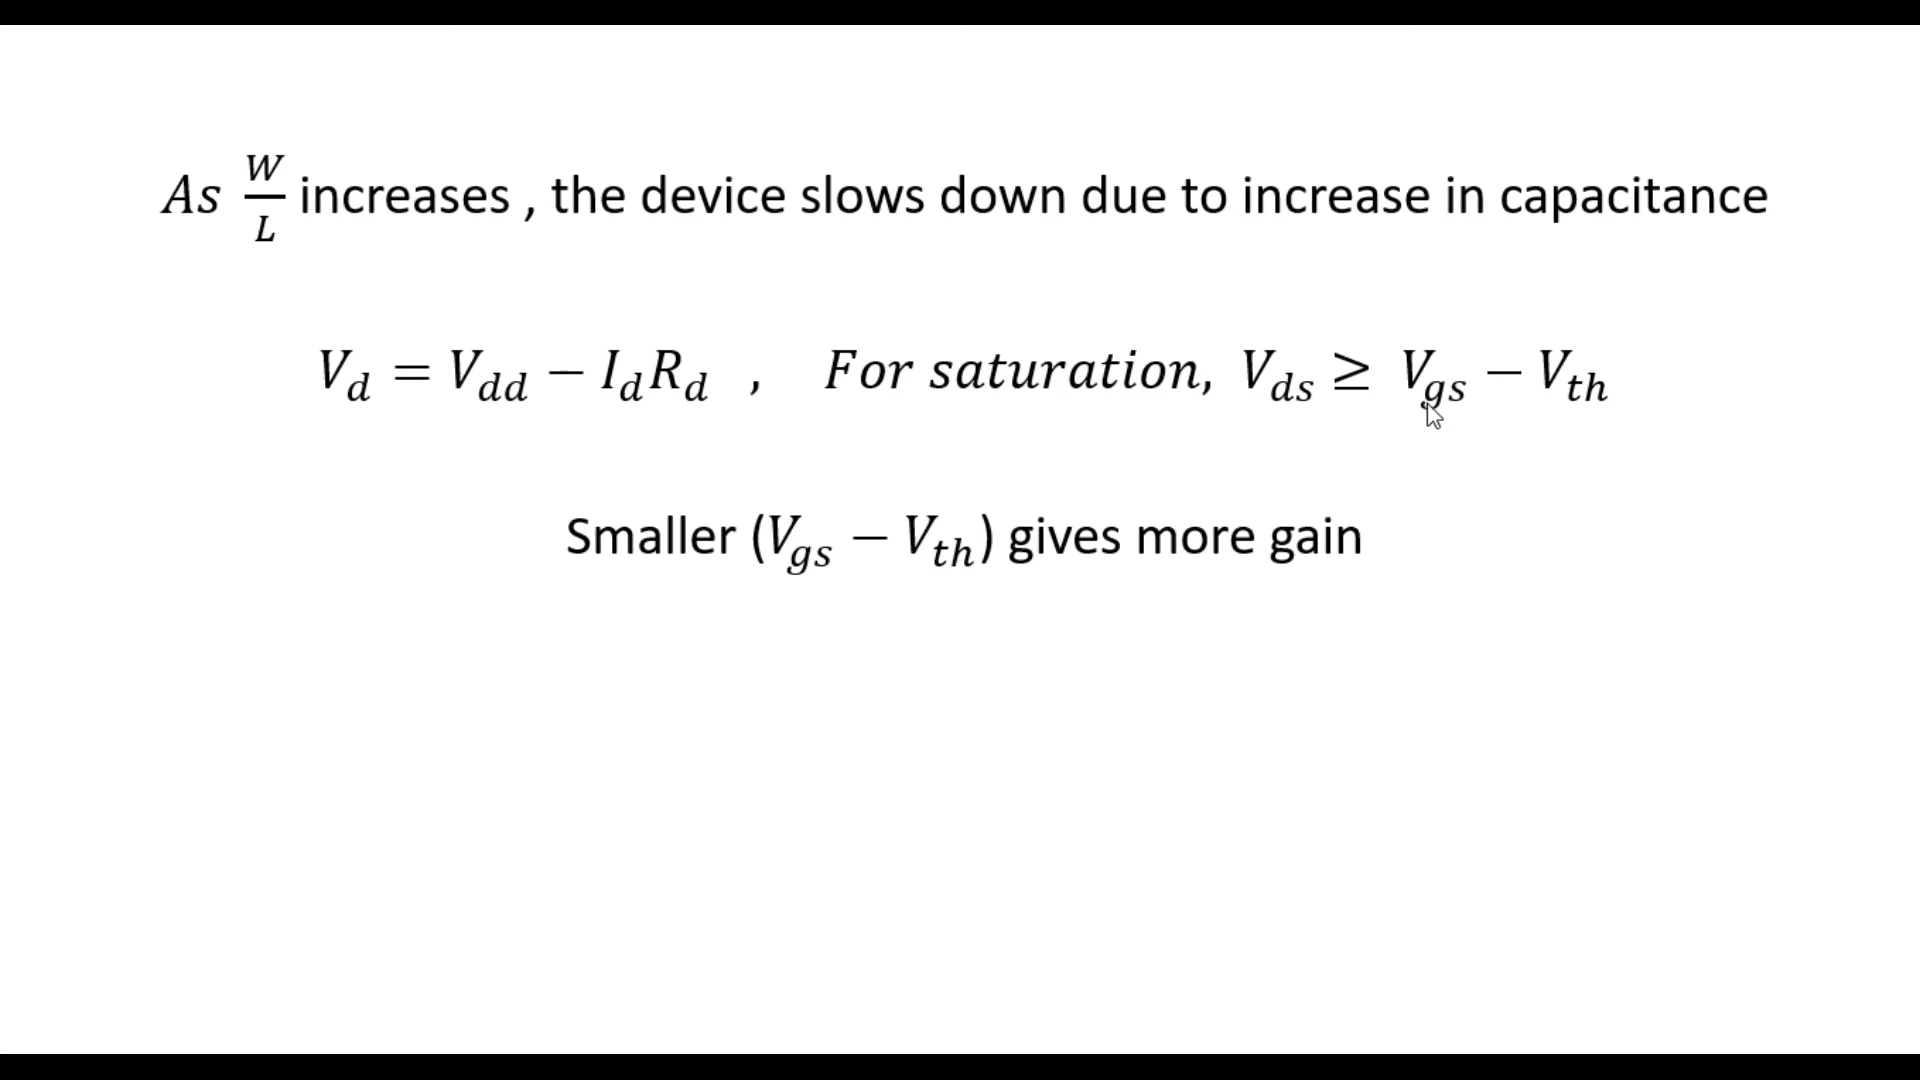 As W/L increases , the device slows down due to increase in capacitance
V_d = V_dd − I_d R_d , For saturation, V_ds ≥ V_gs − V_th
Smaller (V_gs − V_th) gives more gain